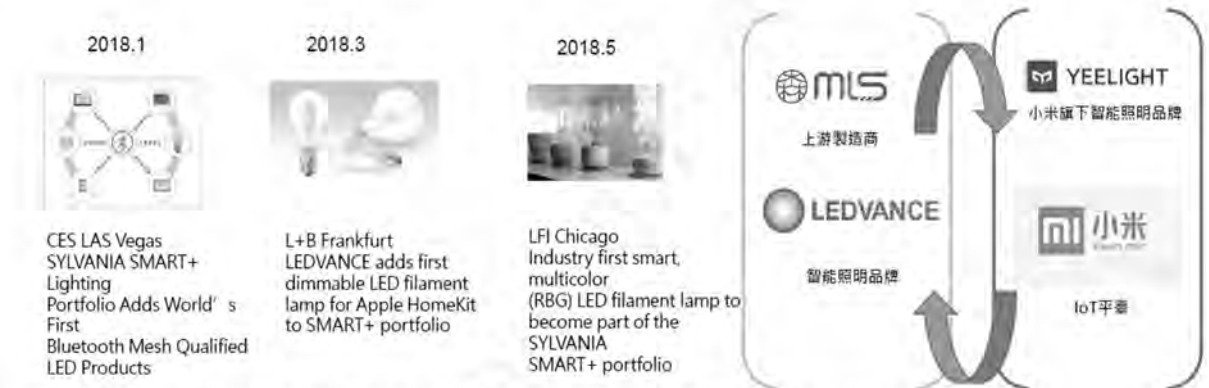 2018.1
CES LAS Vegas
SYLVANIA SMART+
Lighting
Portfolio Adds World's
First
Bluetooth Mesh Qualified
LED Products
2018.3
L+B Frankfurt
LEDVANCE adds first
dimmable LED filament
lamp for Apple HomeKit
to SMART+ portfolio
2018.5
LFI Chicago
Industry first smart,
multicolor
(RBG) LED filament lamp to
become part of the
SYLVANIA
SMART+ portfolio
MLS
上游製造商
LEDVANCE
智能照明品牌
YEELIGHT
小米旗下智能照明品牌
小米
IoT平臺